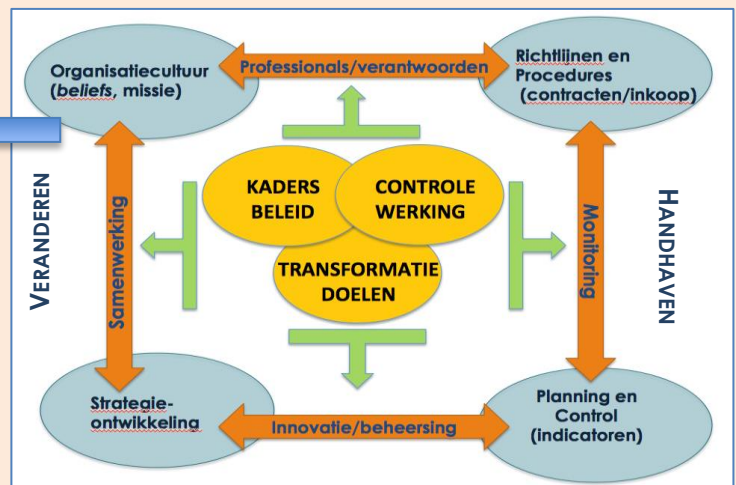 Organisatiecultuur
(beliefs, missie)
Professionals/verantwoorden
Richtlijnen en
Procedures
(contracten/inkoop)
VERANDEREN
Samenwerking
KADERS
BELEID
CONTROLE
WERKING
TRANSFORMATIE
DOELEN
Monitoring
HANDHAVEN
Strategie-
ontwikkeling
Innovatie/beheersing
Planning en
Control
(indicatoren)